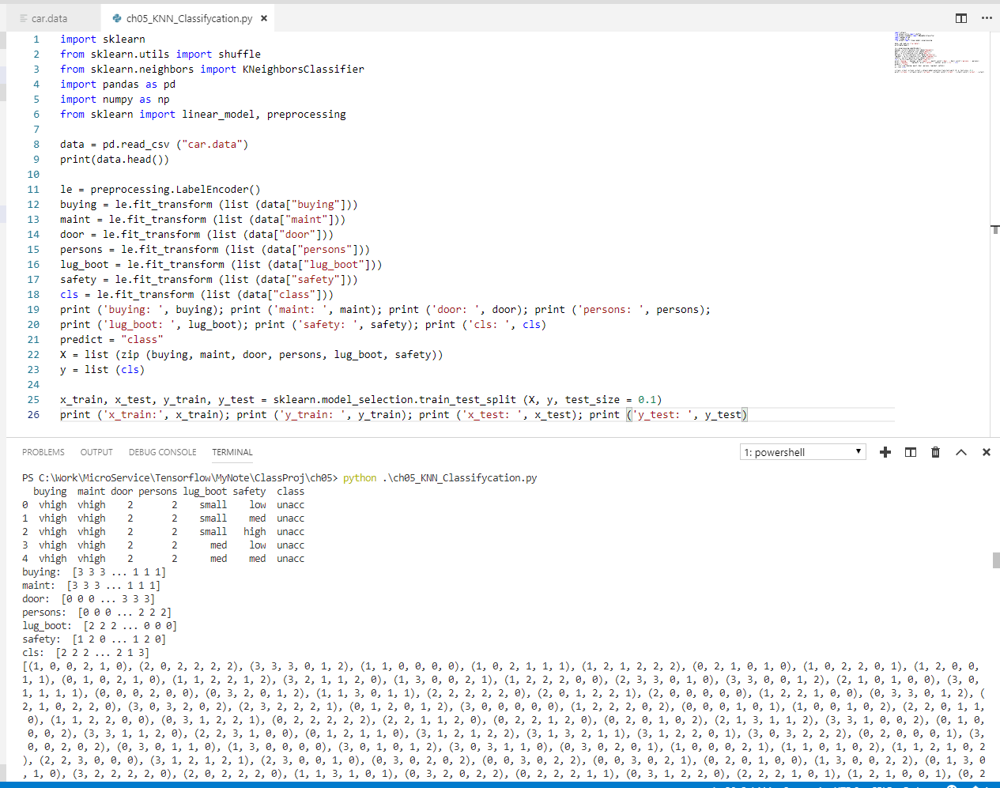 car.data
ch05_KNN_Classifycation.py
1 import sklearn
2 from sklearn.utils import shuffle
3 from sklearn.neighbors import KNeighborsClassifier
4 import pandas as pd
5 import numpy as np
6 from sklearn import linear_model, preprocessing
7
8 data = pd.read_csv ("car.data")
9 print(data.head())
10
11 le = preprocessing.LabelEncoder()
12 buying = le.fit_transform (list (data["buying"]))
13 maint = le.fit_transform (list (data["maint"]))
14 door = le.fit_transform (list (data["door"]))
15 persons = le.fit_transform (list (data["persons"]))
16 lug_boot = le.fit_transform (list (data["lug_boot"]))
17 safety = le.fit_transform (list (data["safety"]))
18 cls = le.fit_transform (list (data["class"]))
19 print ('buying: ', buying); print ('maint: ', maint); print ('door: ', door); print ('persons: ', persons);
20 print ('lug_boot: ', lug_boot); print ('safety: ', safety); print ('cls: ', cls)
21 predict = "class"
22 X = list (zip (buying, maint, door, persons, lug_boot, safety))
23 y = list (cls)
24
25 x_train, x_test, y_train, y_test = sklearn.model_selection.train_test_split (X, y, test_size = 0.1)
26 print ('x_train:', x_train); print ('y_train: ', y_train); print ('x_test: ', x_test); print ('y_test: ', y_test)
PROBLEMS OUTPUT DEBUG CONSOLE TERMINAL 1: powershell
PS C:\Work\MicroService\Tensorflow\MyNote\ClassProj\ch05> python .\ch05_KNN_Classifycation.py
buying maint door persons lug_boot safety class
0 vhigh vhigh 2 2 small low unacc
1 vhigh vhigh 2 2 small med unacc
2 vhigh vhigh 2 2 small high unacc
3 vhigh vhigh 2 2 med low unacc
4 vhigh vhigh 2 2 med med unacc
buying: [3 3 3 ... 1 1 1]
maint: [3 3 3 ... 1 1 1]
door: [0 0 0 ... 3 3 3]
persons: [0 0 0 ... 2 2 2]
lug_boot: [2 2 2 ... 0 0 0]
safety: [1 2 0 ... 1 2 0]
cls: [2 2 2 ... 2 1 3]
[(1, 0, 0, 2, 1, 0), (2, 0, 2, 2, 2, 2), (3, 3, 3, 0, 1, 2), (1, 1, 0, 0, 0, 0), (1, 0, 2, 1, 1, 1), (1, 2, 1, 2, 2, 2), (0, 2, 1, 0, 1, 0), (1, 0, 2, 2, 0, 1), (1, 2, 0, 0,
1, 1), (0, 1, 0, 2, 1, 0), (1, 1, 2, 2, 1, 2), (3, 2, 1, 1, 2, 0), (1, 3, 0, 0, 2, 1), (1, 2, 2, 2, 0, 0), (2, 3, 3, 0, 1, 0), (3, 3, 0, 0, 1, 2), (2, 1, 0, 1, 0, 0), (3, 0,
1, 1, 1, 1), (0, 0, 0, 2, 0, 0), (0, 3, 2, 0, 1, 2), (1, 1, 3, 0, 1, 1), (2, 2, 2, 2, 2, 0), (2, 0, 1, 2, 2, 1), (2, 0, 0, 0, 0, 0), (1, 2, 2, 1, 0, 0), (0, 3, 3, 0, 1, 2), (
2, 1, 0, 2, 2, 0), (3, 0, 3, 2, 0, 2), (2, 3, 2, 2, 2, 1), (0, 1, 2, 0, 1, 2), (3, 0, 0, 0, 0, 0), (1, 2, 2, 2, 0, 2), (0, 0, 0, 1, 0, 1), (1, 0, 0, 1, 0, 2), (2, 2, 0, 1, 1,
0), (1, 1, 2, 2, 0, 0), (0, 3, 1, 2, 2, 1), (0, 2, 2, 2, 2, 2), (2, 2, 1, 1, 2, 0), (0, 2, 2, 1, 2, 0), (0, 2, 0, 1, 0, 2), (2, 1, 3, 1, 1, 2), (3, 3, 1, 0, 0, 2), (0, 1, 0,
0, 0, 2), (3, 3, 1, 1, 2, 0), (2, 2, 3, 1, 0, 0), (0, 1, 2, 1, 1, 0), (3, 1, 2, 1, 2, 2), (3, 1, 3, 2, 1, 1), (3, 1, 2, 2, 0, 1), (3, 0, 3, 2, 2, 2), (0, 2, 0, 0, 0, 1), (3,
0, 0, 2, 0, 2), (0, 3, 0, 1, 1, 0), (1, 3, 0, 0, 0, 0), (3, 0, 1, 0, 1, 2), (3, 0, 3, 1, 1, 0), (0, 3, 0, 2, 0, 1), (1, 0, 0, 0, 2, 1), (1, 1, 0, 1, 0, 2), (1, 1, 2, 1, 0, 2
), (2, 2, 3, 0, 0, 0), (3, 1, 2, 1, 2, 1), (2, 3, 0, 0, 1, 0), (0, 3, 0, 2, 0, 2), (0, 0, 3, 0, 2, 2), (0, 0, 3, 0, 2, 1), (0, 2, 0, 1, 0, 0), (1, 3, 0, 0, 2, 2), (0, 1, 3, 0
, 1, 0), (3, 2, 2, 2, 2, 0), (2, 0, 2, 2, 2, 0), (1, 1, 3, 1, 0, 1), (0, 3, 2, 0, 2, 2), (0, 2, 2, 2, 1, 1), (0, 3, 1, 2, 2, 0), (2, 2, 2, 1, 0, 1), (1, 2, 1, 0, 0, 1), (0, 2